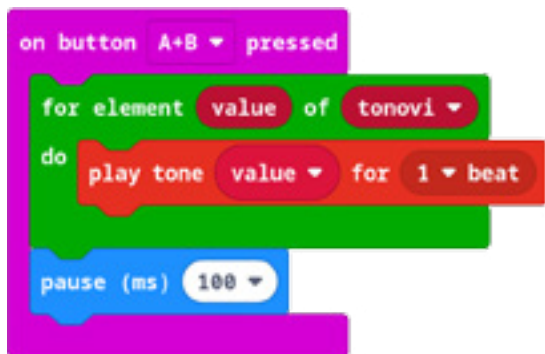 on button A+B pressed
for element value of tonovi
do
play tone value for 1 beat
pause (ms) 100